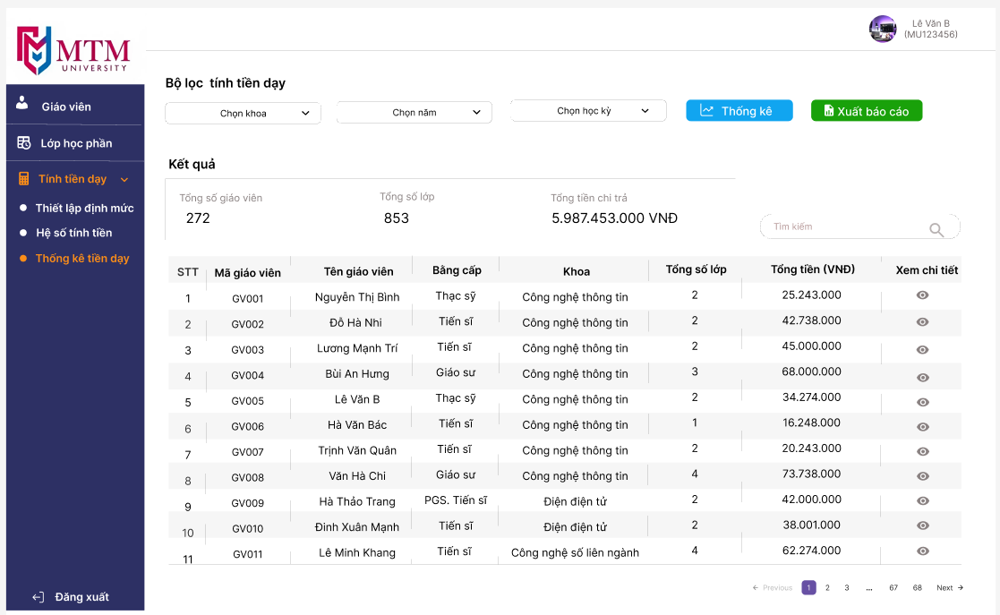 MTM
UNIVERSITY
Lê Văn B
(MU123456)
Giáo viên
Lớp học phần
Tính tiền dạy
Thiết lập định mức
Hệ số tính tiền
Thống kê tiền dạy
Đăng xuất
Bộ lọc tính tiền dạy
Chọn khoa
Chọn năm
Chọn học kỳ
Thống kê
Xuất báo cáo
Kết quả
Tổng số giáo viên
272
Tổng số lớp
853
Tổng tiền chi trả
5.987.453.000 VNĐ
Tìm kiếm
STT Mã giáo viên Tên giáo viên Bằng cấp Khoa Tổng số lớp Tổng tiền (VNĐ) Xem chi tiết
1 GV001 Nguyễn Thị Bình Thạc sỹ Công nghệ thông tin 2 25.243.000
2 GV002 Đỗ Hà Nhi Tiến sĩ Công nghệ thông tin 2 42.738.000
3 GV003 Lương Mạnh Trí Tiến sĩ Công nghệ thông tin 2 45.000.000
4 GV004 Bùi An Hưng Giáo sư Công nghệ thông tin 3 68.000.000
5 GV005 Lê Văn B Thạc sỹ Công nghệ thông tin 2 34.274.000
6 GV006 Hà Văn Bác Tiến sĩ Công nghệ thông tin 1 16.248.000
7 GV007 Trịnh Văn Quân Tiến sĩ Công nghệ thông tin 2 20.243.000
8 GV008 Văn Hà Chi Giáo sư Công nghệ thông tin 4 73.738.000
9 GV009 Hà Thảo Trang PGS. Tiến sĩ Điện điện tử 2 42.000.000
10 GV010 Đinh Xuân Mạnh Tiến sĩ Điện điện tử 2 38.001.000
11 GV011 Lê Minh Khang Tiến sĩ Công nghệ số liên ngành 4 62.274.000
← Previous 1 2 3 ... 67 68 Next →